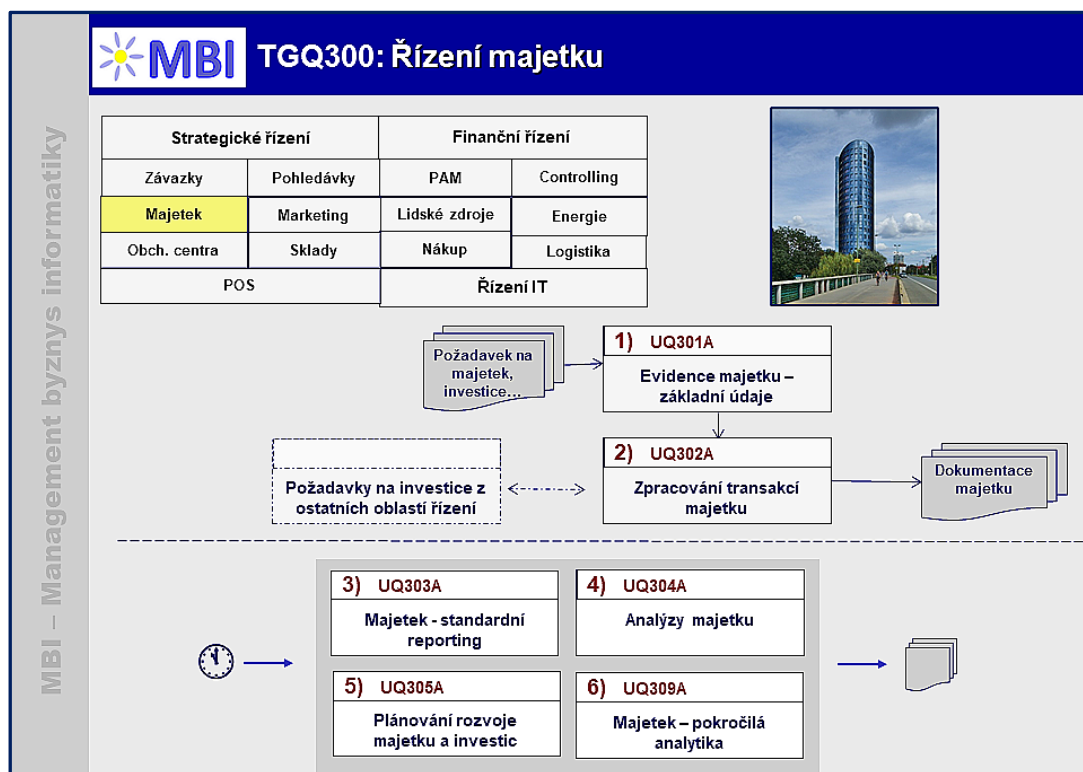 MBI
TGQ300: Řízení majetku
MBI – Management byznys informatiky
Strategické řízení
Finanční řízení
Závazky
Pohledávky
PAM
Controlling
Majetek
Marketing
Lidské zdroje
Energie
Obch. centra
Sklady
Nákup
Logistika
POS
Řízení IT
Požadavek na
majetek,
investice…
1) UQ301A
Evidence majetku –
základní údaje
2) UQ302A
Zpracování transakcí
majetku
Požadavky na investice z
ostatních oblastí řízení
Dokumentace
majetku
3) UQ303A
Majetek - standardní
reporting
4) UQ304A
Analýzy majetku
5) UQ305A
Plánování rozvoje
majetku a investic
6) UQ309A
Majetek – pokročilá
analytika